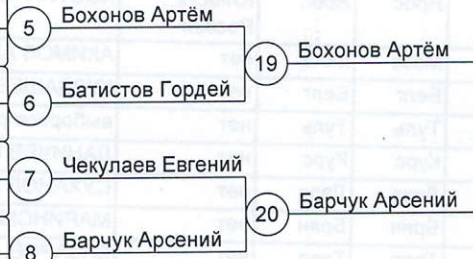 5 Бохонов Артём
19 Бохонов Артём
6 Батистов Гордей
7 Чекулаев Евгений
20 Барчук Арсений
8 Барчук Арсений